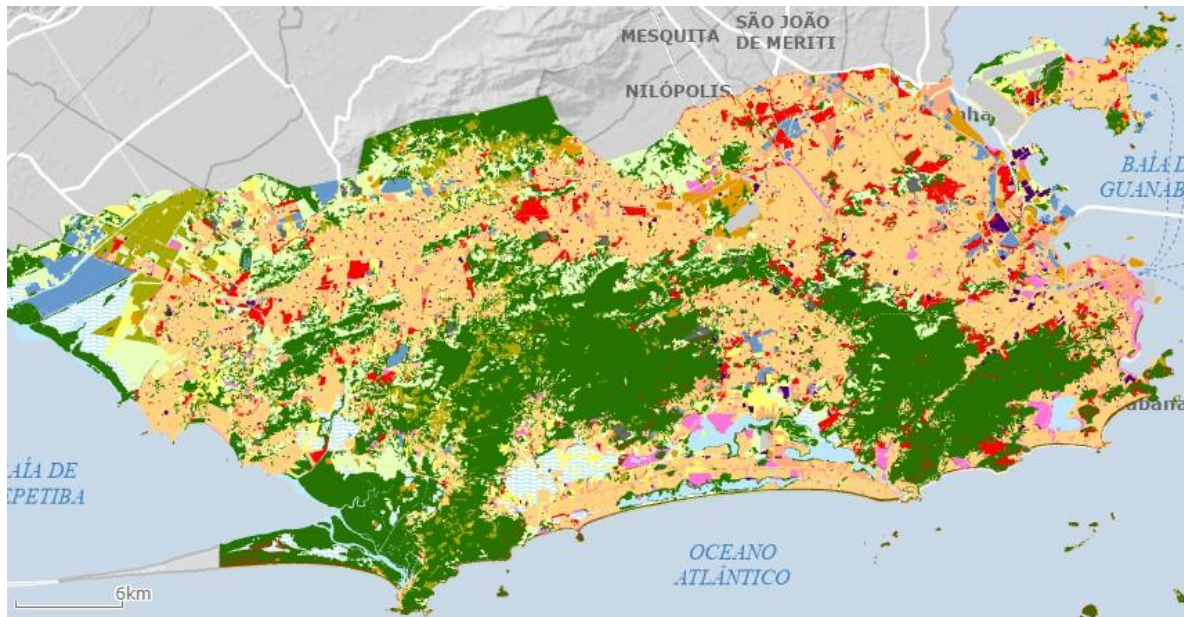 SÃO JOÃO
DE MERITI
MESQUITA
NILÓPOLIS
BAÍA D
GUANAB
AÍA DE
EPETIBA
OCEANO
ATLÂNTICO
6km